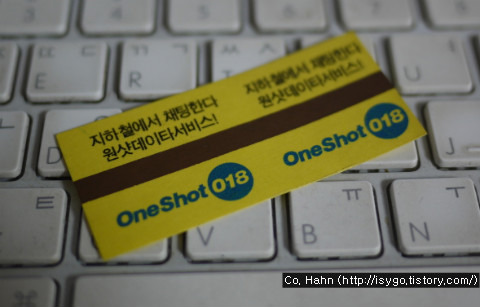 지하철에서 채팅한다
원샷데이타서비스!
OneShot 018
지하철에서 채팅한다
원샷데이타서비스!
OneShot 018
E
R
D
V
B
N
J
ㄷ
ㄱ
ㅠ
ㅜ
Co, Hahn (http://isygo.tistory.com/)